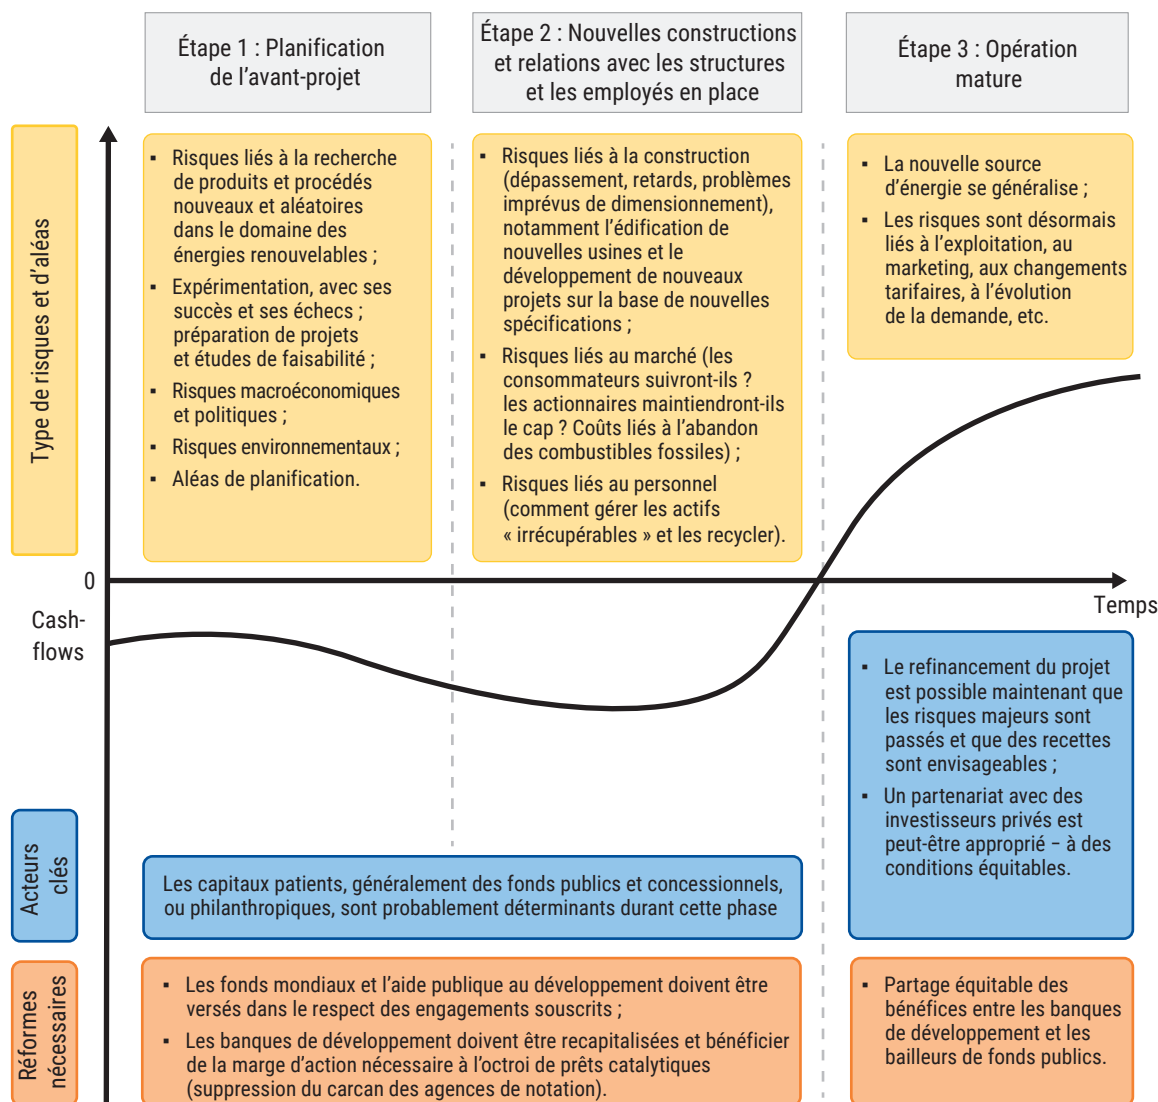 Étape 1 : Planification
de l'avant-projet
Étape 2 : Nouvelles constructions
et relations avec les structures
et les employés en place
Étape 3 : Opération
mature
Type de risques et d'aléas
▪ Risques liés à la recherche
de produits et procédés
nouveaux et aléatoires
dans le domaine des
énergies renouvelables ;
▪ Expérimentation, avec ses
succès et ses échecs ;
préparation de projets
et études de faisabilité ;
▪ Risques macroéconomiques
et politiques ;
▪ Risques environnementaux ;
▪ Aléas de planification.
▪ Risques liés à la construction
(dépassement, retards, problèmes
imprévus de dimensionnement),
notamment l'édification de
nouvelles usines et le
développement de nouveaux
projets sur la base de nouvelles
spécifications ;
▪ Risques liés au marché (les
consommateurs suivront-ils ?
les actionnaires maintiendront-ils
le cap ? Coûts liés à l'abandon
des combustibles fossiles) ;
▪ Risques liés au personnel
(comment gérer les actifs
« irrécupérables » et les recycler).
▪ La nouvelle source
d'énergie se généralise ;
▪ Les risques sont désormais
liés à l'exploitation, au
marketing, aux changements
tarifaires, à l'évolution
de la demande, etc.
0
Cash-
flows
Temps
Acteurs
clés
Les capitaux patients, généralement des fonds publics et concessionnels,
ou philanthropiques, sont probablement déterminants durant cette phase
▪ Le refinancement du projet
est possible maintenant que
les risques majeurs sont
passés et que des recettes
sont envisageables ;
▪ Un partenariat avec des
investisseurs privés est
peut-être approprié – à des
conditions équitables.
Réformes
nécessaires
▪ Les fonds mondiaux et l'aide publique au développement doivent être
versés dans le respect des engagements souscrits ;
▪ Les banques de développement doivent être recapitalisées et bénéficier
de la marge d'action nécessaire à l'octroi de prêts catalytiques
(suppression du carcan des agences de notation).
▪ Partage équitable des
bénéfices entre les banques
de développement et les
bailleurs de fonds publics.